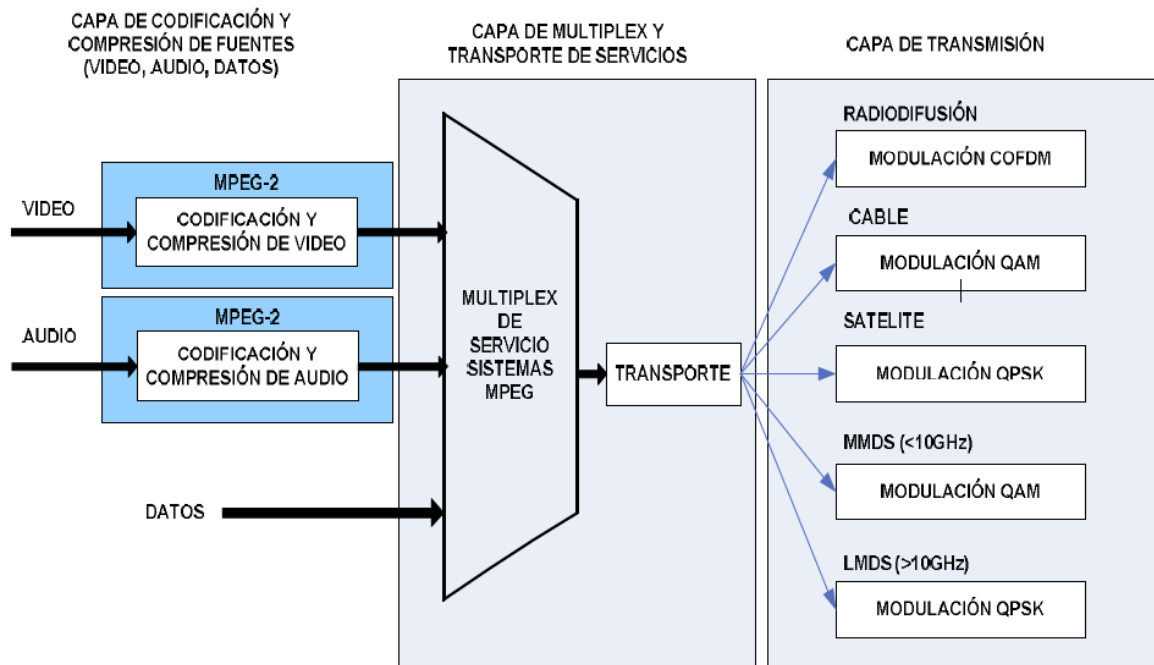 CAPA DE CODIFICACIÓN Y
COMPRESIÓN DE FUENTES
(VIDEO, AUDIO, DATOS)
CAPA DE MULTIPLEX Y
TRANSPORTE DE SERVICIOS
CAPA DE TRANSMISIÓN
VIDEO
MPEG-2
CODIFICACIÓN Y
COMPRESIÓN DE VIDEO
AUDIO
MPEG-2
CODIFICACIÓN Y
COMPRESIÓN DE AUDIO
DATOS
MULTIPLEX
DE
SERVICIO
SISTEMAS
MPEG
TRANSPORTE
RADIODIFUSIÓN
MODULACIÓN COFDM
CABLE
MODULACIÓN QAM
SATELITE
MODULACIÓN QPSK
MMDS (<10GHz)
MODULACIÓN QAM
LMDS (>10GHz)
MODULACIÓN QPSK